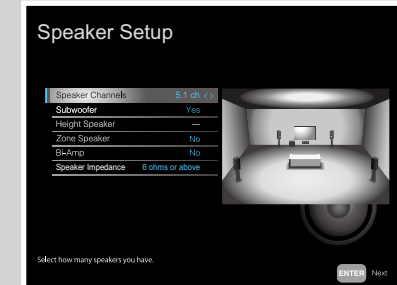 Speaker Setup
Speaker Channels 5.1 ch <>
Subwoofer Yes
Height Speaker ---
Zone Speaker No
Bi-Amp No
Speaker Impedance 6 ohms or above
Select how many speakers you have.
ENTER Next